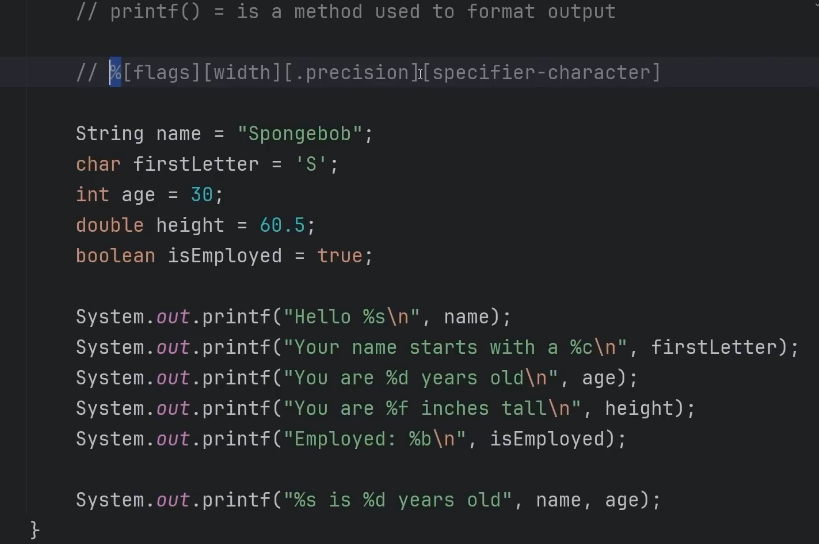 // printf() = is a method used to format output
// %[flags][width][.precision][specifier-character]
String name = "Spongebob";
char firstLetter = 'S';
int age = 30;
double height = 60.5;
boolean isEmployed = true;
System.out.printf("Hello %s\n", name);
System.out.printf("Your name starts with a %c\n", firstLetter);
System.out.printf("You are %d years old\n", age);
System.out.printf("You are %f inches tall\n", height);
System.out.printf("Employed: %b\n", isEmployed);
System.out.printf("%s is %d years old", name, age);
}